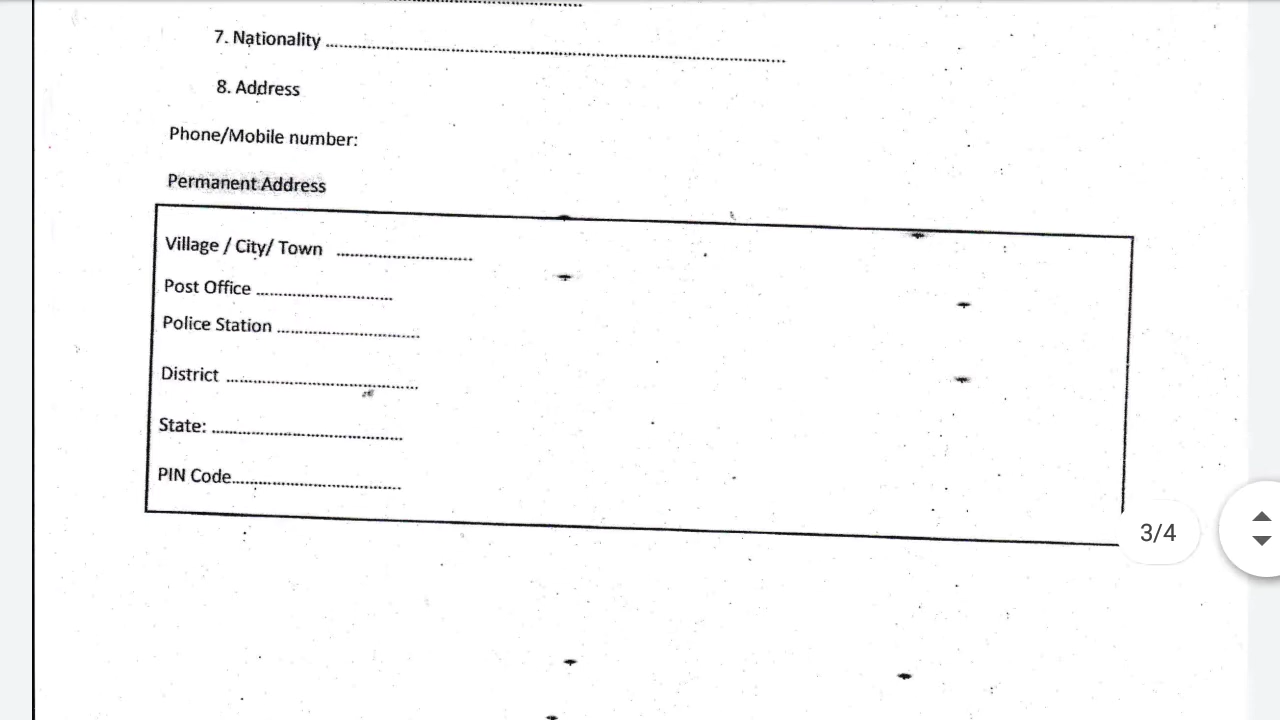 7. Nationality ........................................................
8. Address
Phone/Mobile number:
Permanent Address
Village / City/ Town ..........................
Post Office ..........................
Police Station ...........................
District .....................................
State: .....................................
PIN Code.................................
3/4